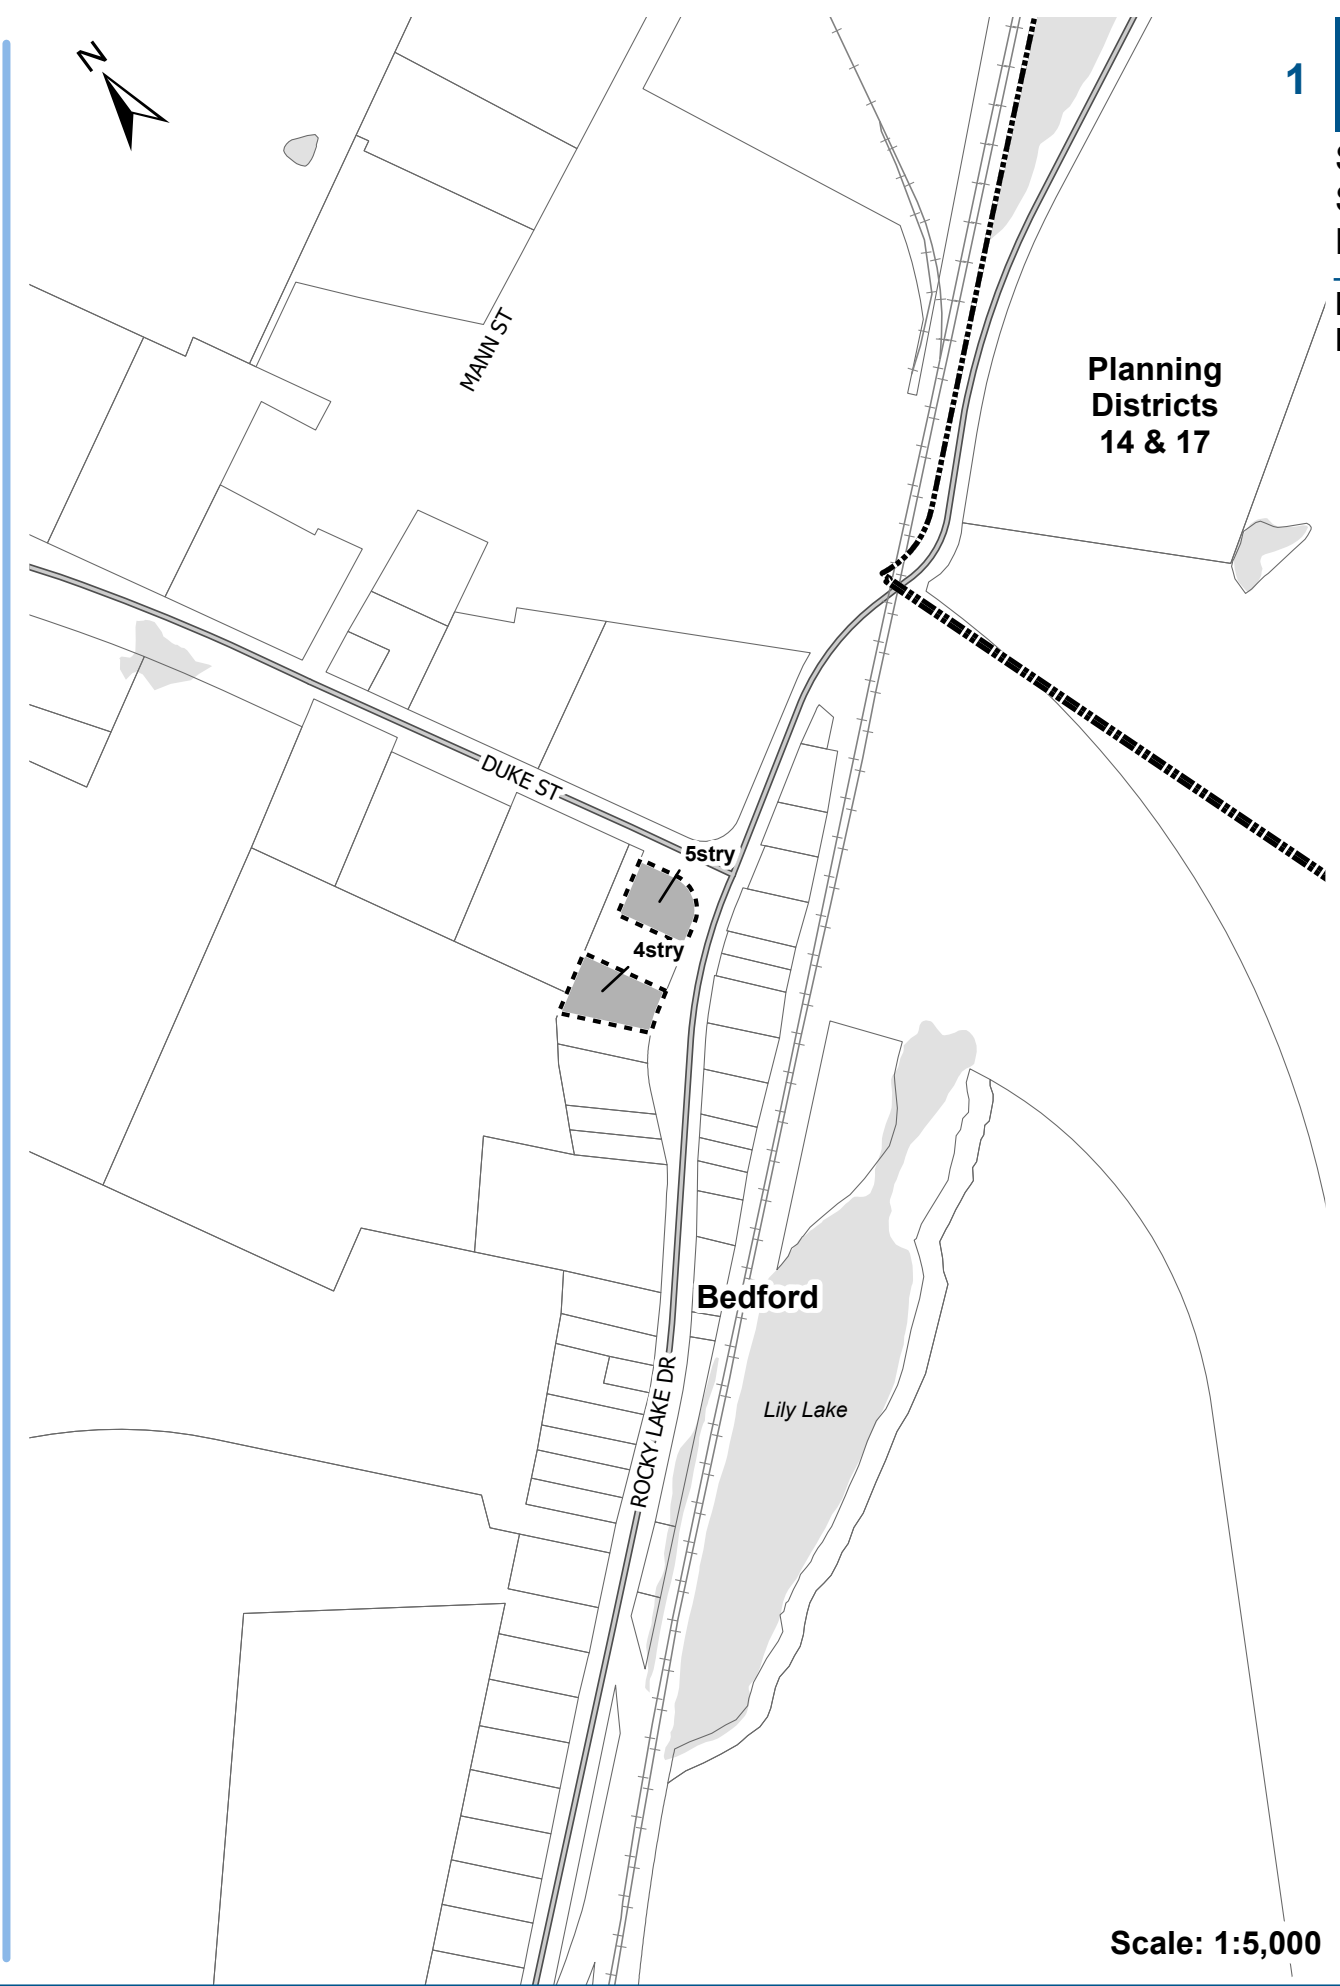 N
1
MANN ST
Planning
Districts
14 & 17
DUKE ST
5stry
4stry
Bedford
Lily Lake
ROCKY LAKE DR
Scale: 1:5,000